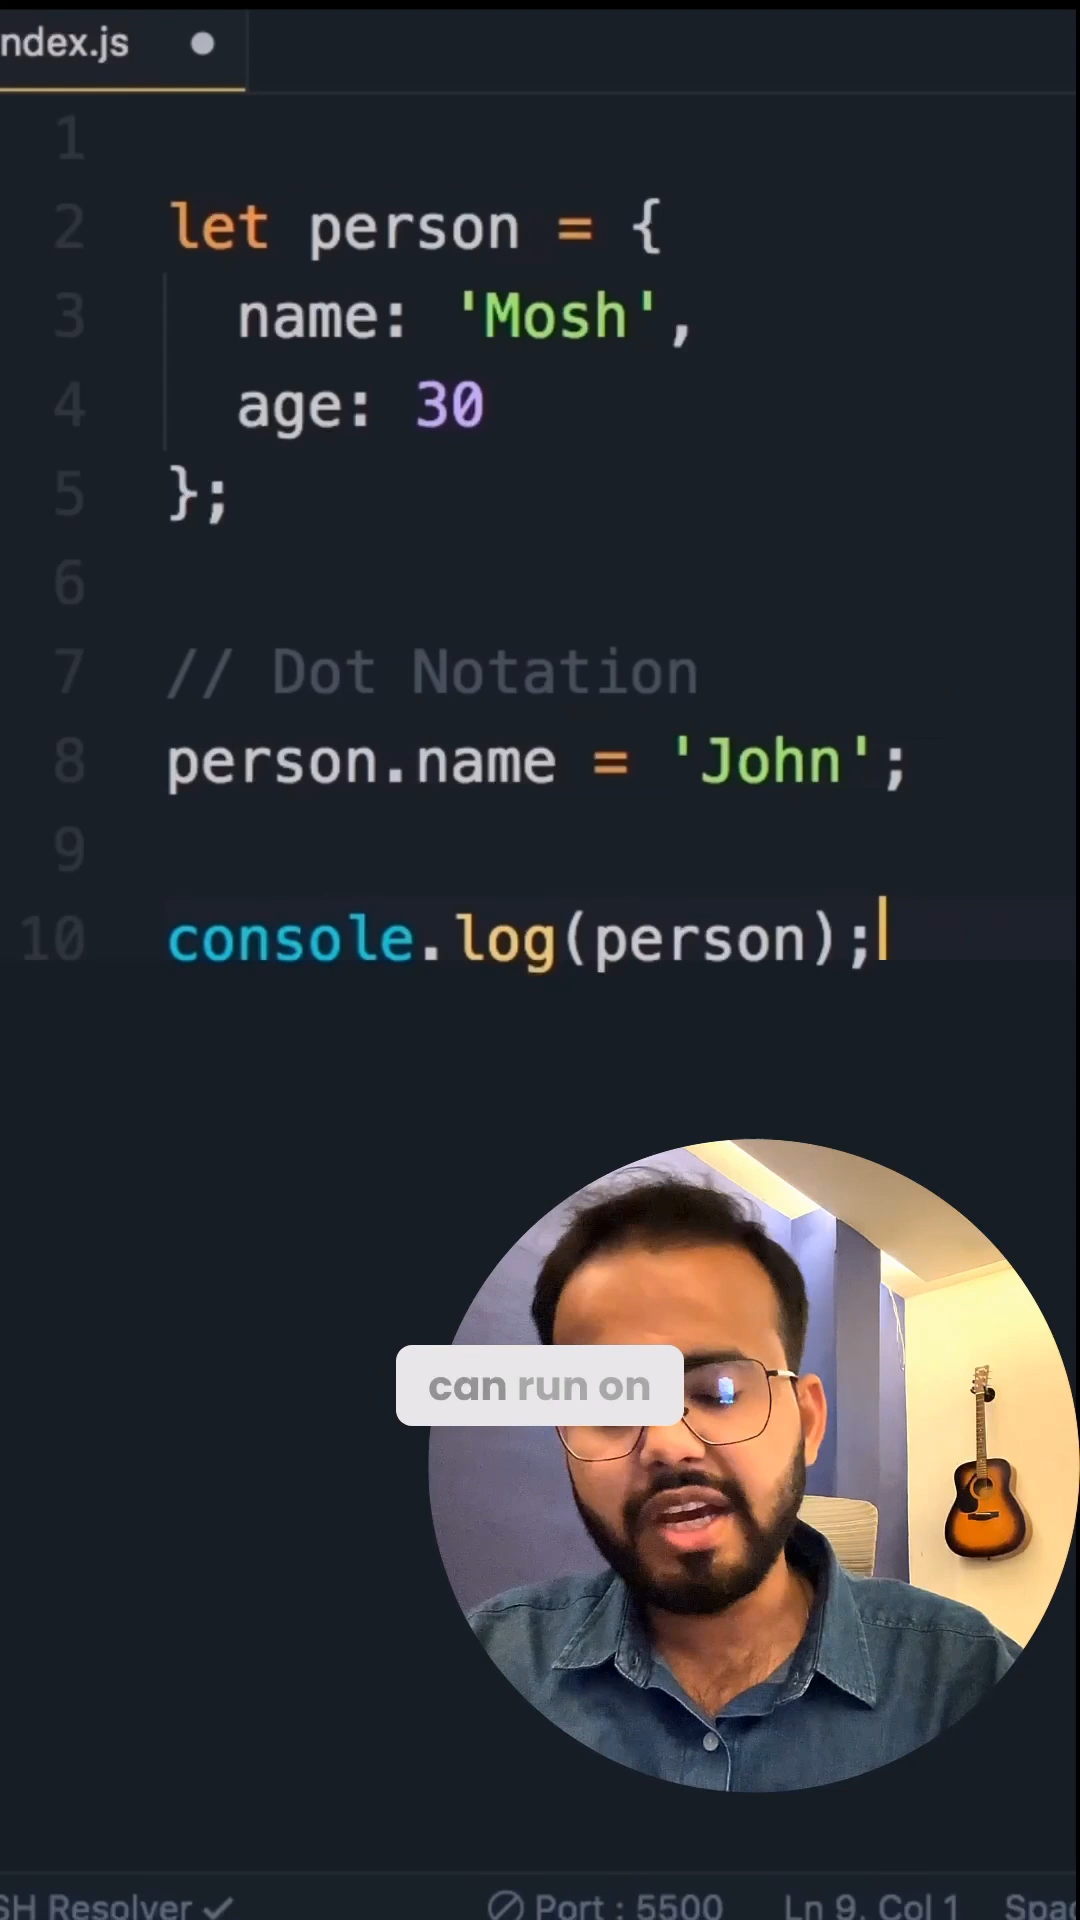 ndex.js
1
2 let person = {
3 name: 'Mosh',
4 age: 30
5 };
6
7 // Dot Notation
8 person.name = 'John';
9
10 console.log(person);
can run on
SH Resolver ✓ Port : 5500 Ln 9, Col 1 Spac